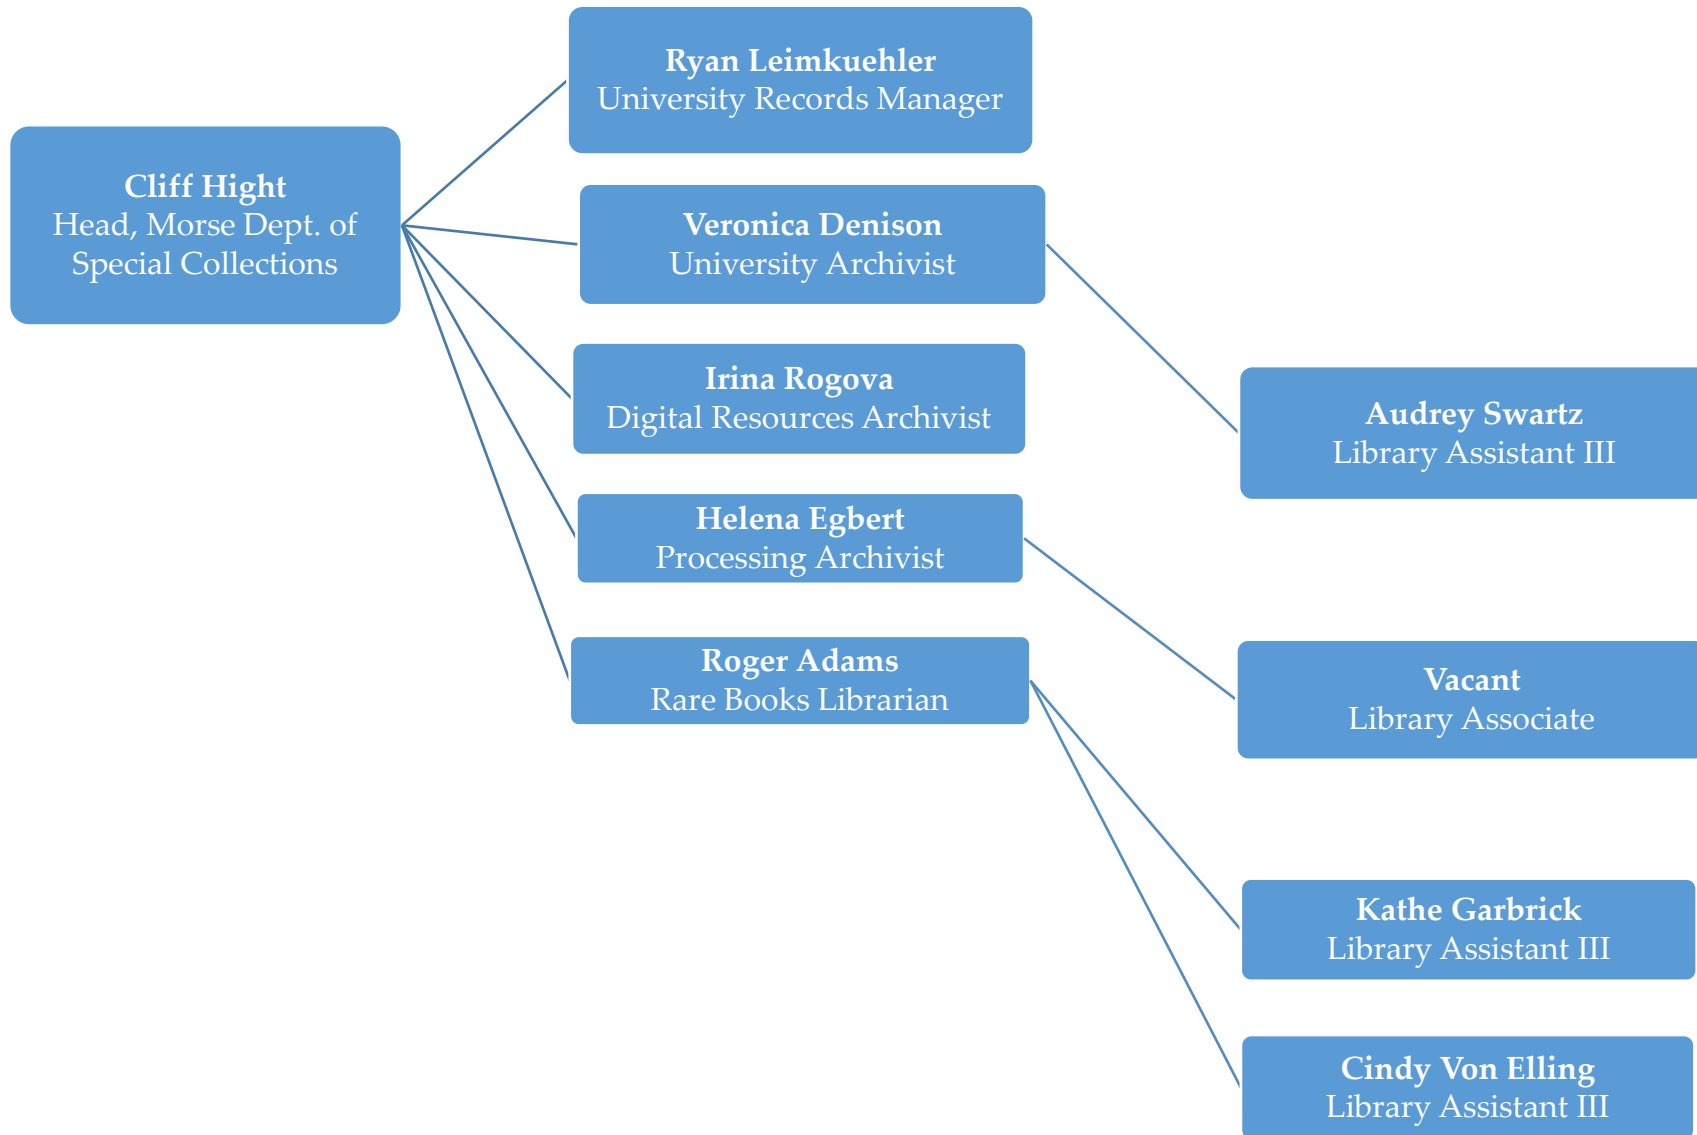 Ryan Leimkuehler
University Records Manager
Cliff Hight
Head, Morse Dept. of
Special Collections
Veronica Denison
University Archivist
Irina Rogova
Digital Resources Archivist
Audrey Swartz
Library Assistant III
Helena Egbert
Processing Archivist
Roger Adams
Rare Books Librarian
Vacant
Library Associate
Kathe Garbrick
Library Assistant III
Cindy Von Elling
Library Assistant III